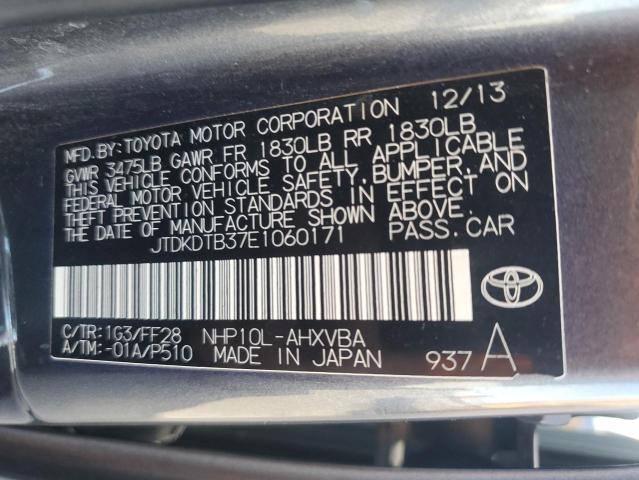 MFD.BY:TOYOTA MOTOR CORPORATION 12/13
GVWR 3475LB GAWR FR 1830LB RR 1830LB
THIS VEHICLE CONFORMS TO ALL APPLICABLE
FEDERAL MOTOR VEHICLE SAFETY,BUMPER,AND
THEFT PREVENTION STANDARDS IN EFFECT ON
THE DATE OF MANUFACTURE SHOWN ABOVE.
JTDKDTB37E1060171 PASS.CAR
C/TR:1G3/FF28 NHP10L-AHXVBA
A/TM:-01A/P510 MADE IN JAPAN 937 A